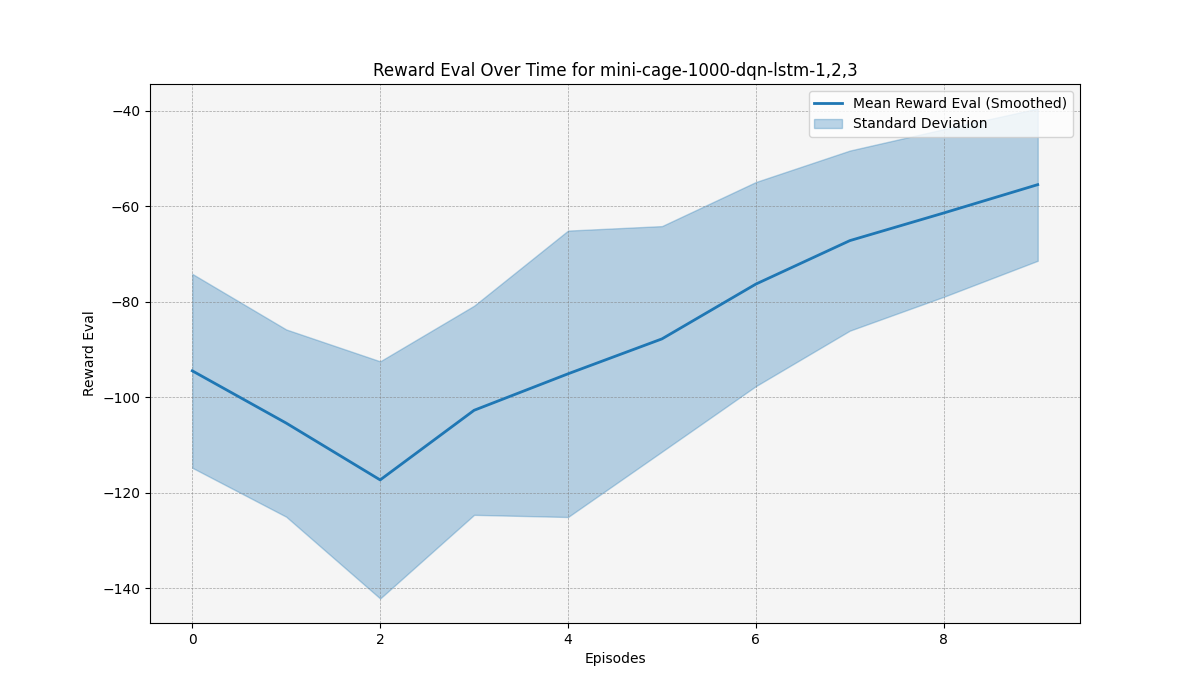 Reward Eval Over Time for mini-cage-1000-dqn-lstm-1,2,3
Mean Reward Eval (Smoothed)
Standard Deviation
Reward Eval
−40
−60
−80
−100
−120
−140
0 2 4 6 8
Episodes